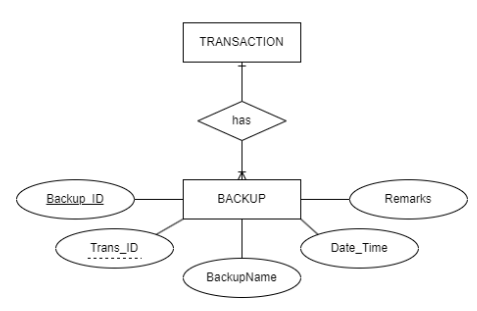 TRANSACTION
has
Backup_ID
BACKUP
Remarks
Trans_ID
Date_Time
BackupName